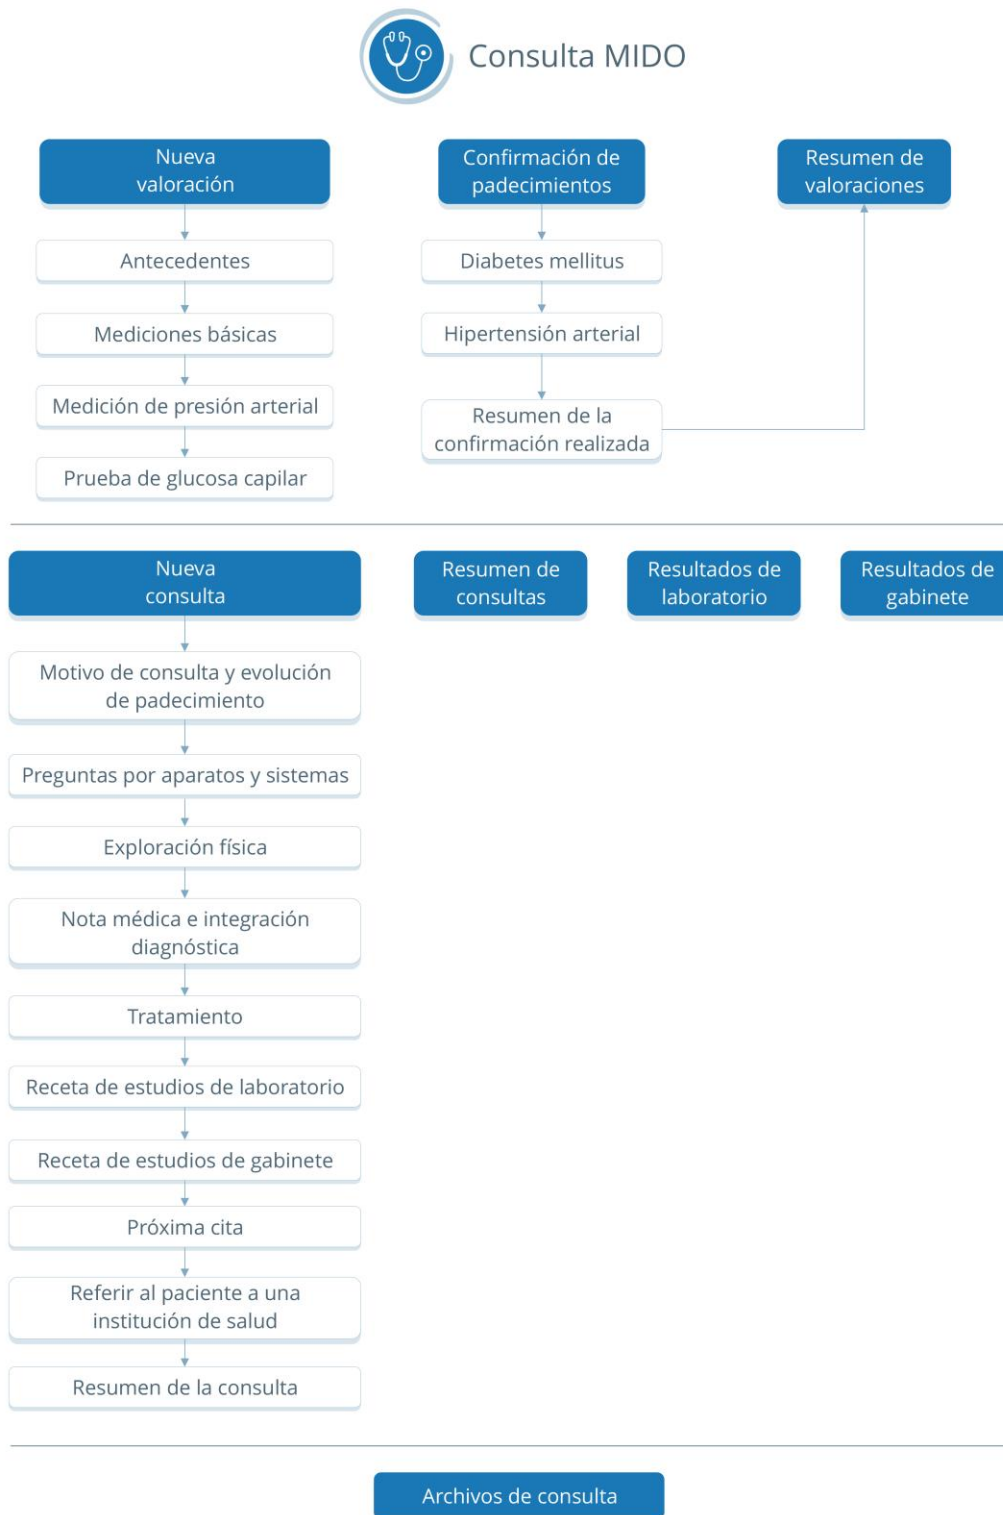 Consulta MIDO
Nueva
valoración
Antecedentes
Mediciones básicas
Medición de presión arterial
Prueba de glucosa capilar
Confirmación de
padecimientos
Diabetes mellitus
Hipertensión arterial
Resumen de la
confirmación realizada
Resumen de
valoraciones
Nueva
consulta
Motivo de consulta y evolución
de padecimiento
Preguntas por aparatos y sistemas
Exploración física
Nota médica e integración
diagnóstica
Tratamiento
Receta de estudios de laboratorio
Receta de estudios de gabinete
Próxima cita
Referir al paciente a una
institución de salud
Resumen de la consulta
Resumen de
consultas
Resultados de
laboratorio
Resultados de
gabinete
Archivos de consulta